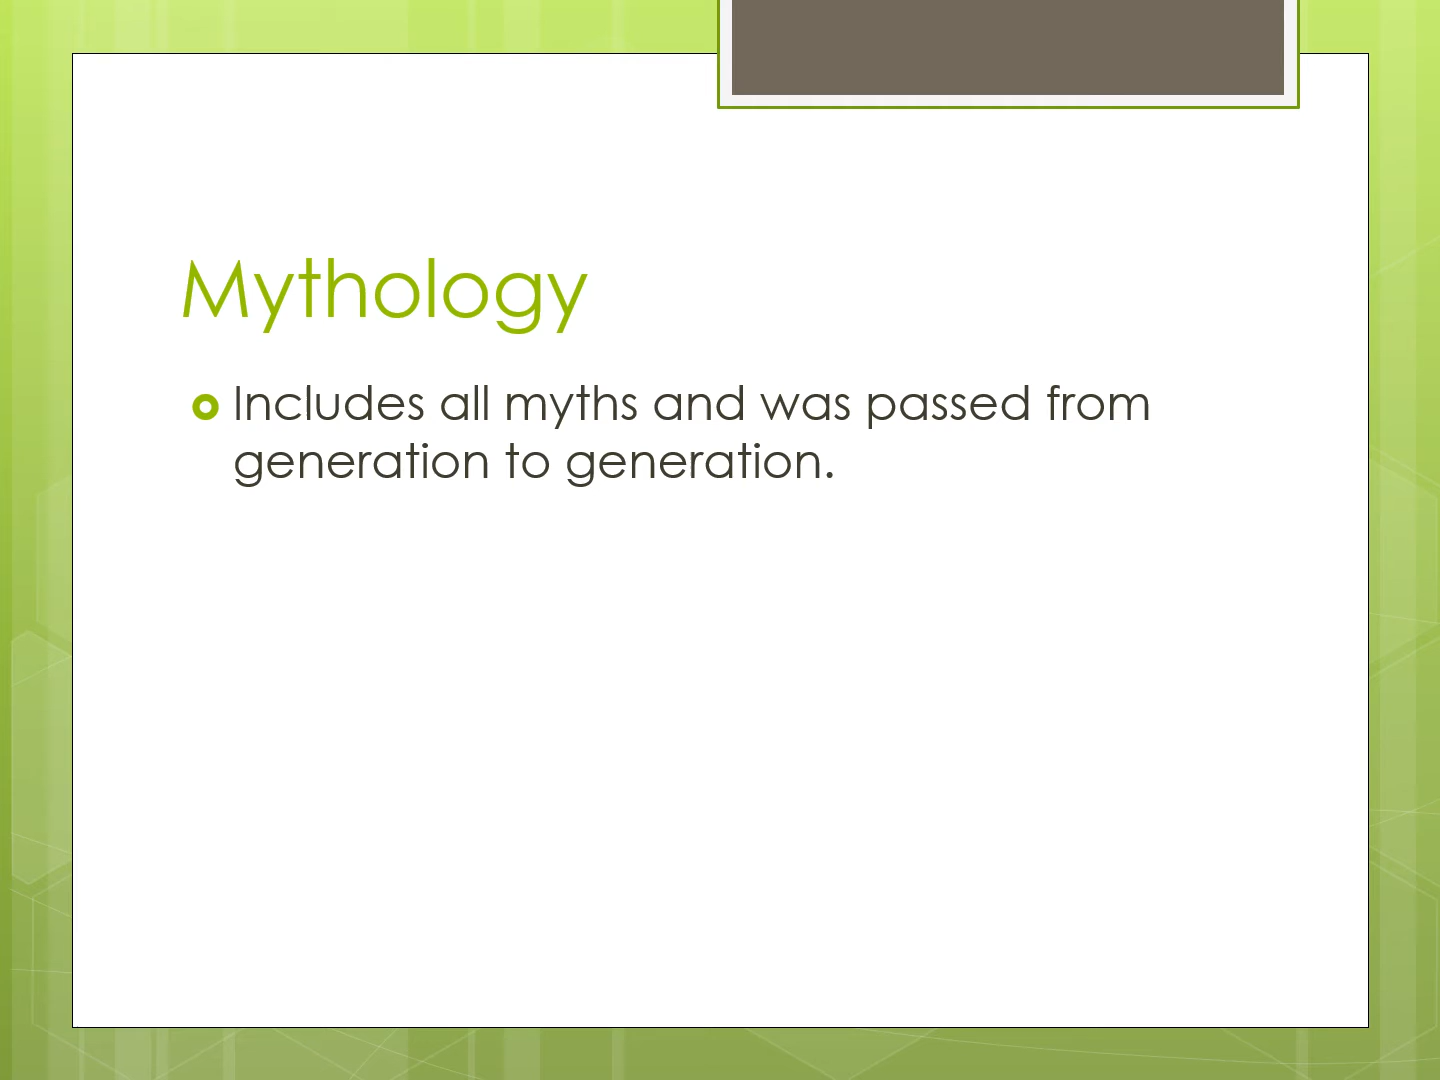 Mythology
Includes all myths and was passed from
generation to generation.